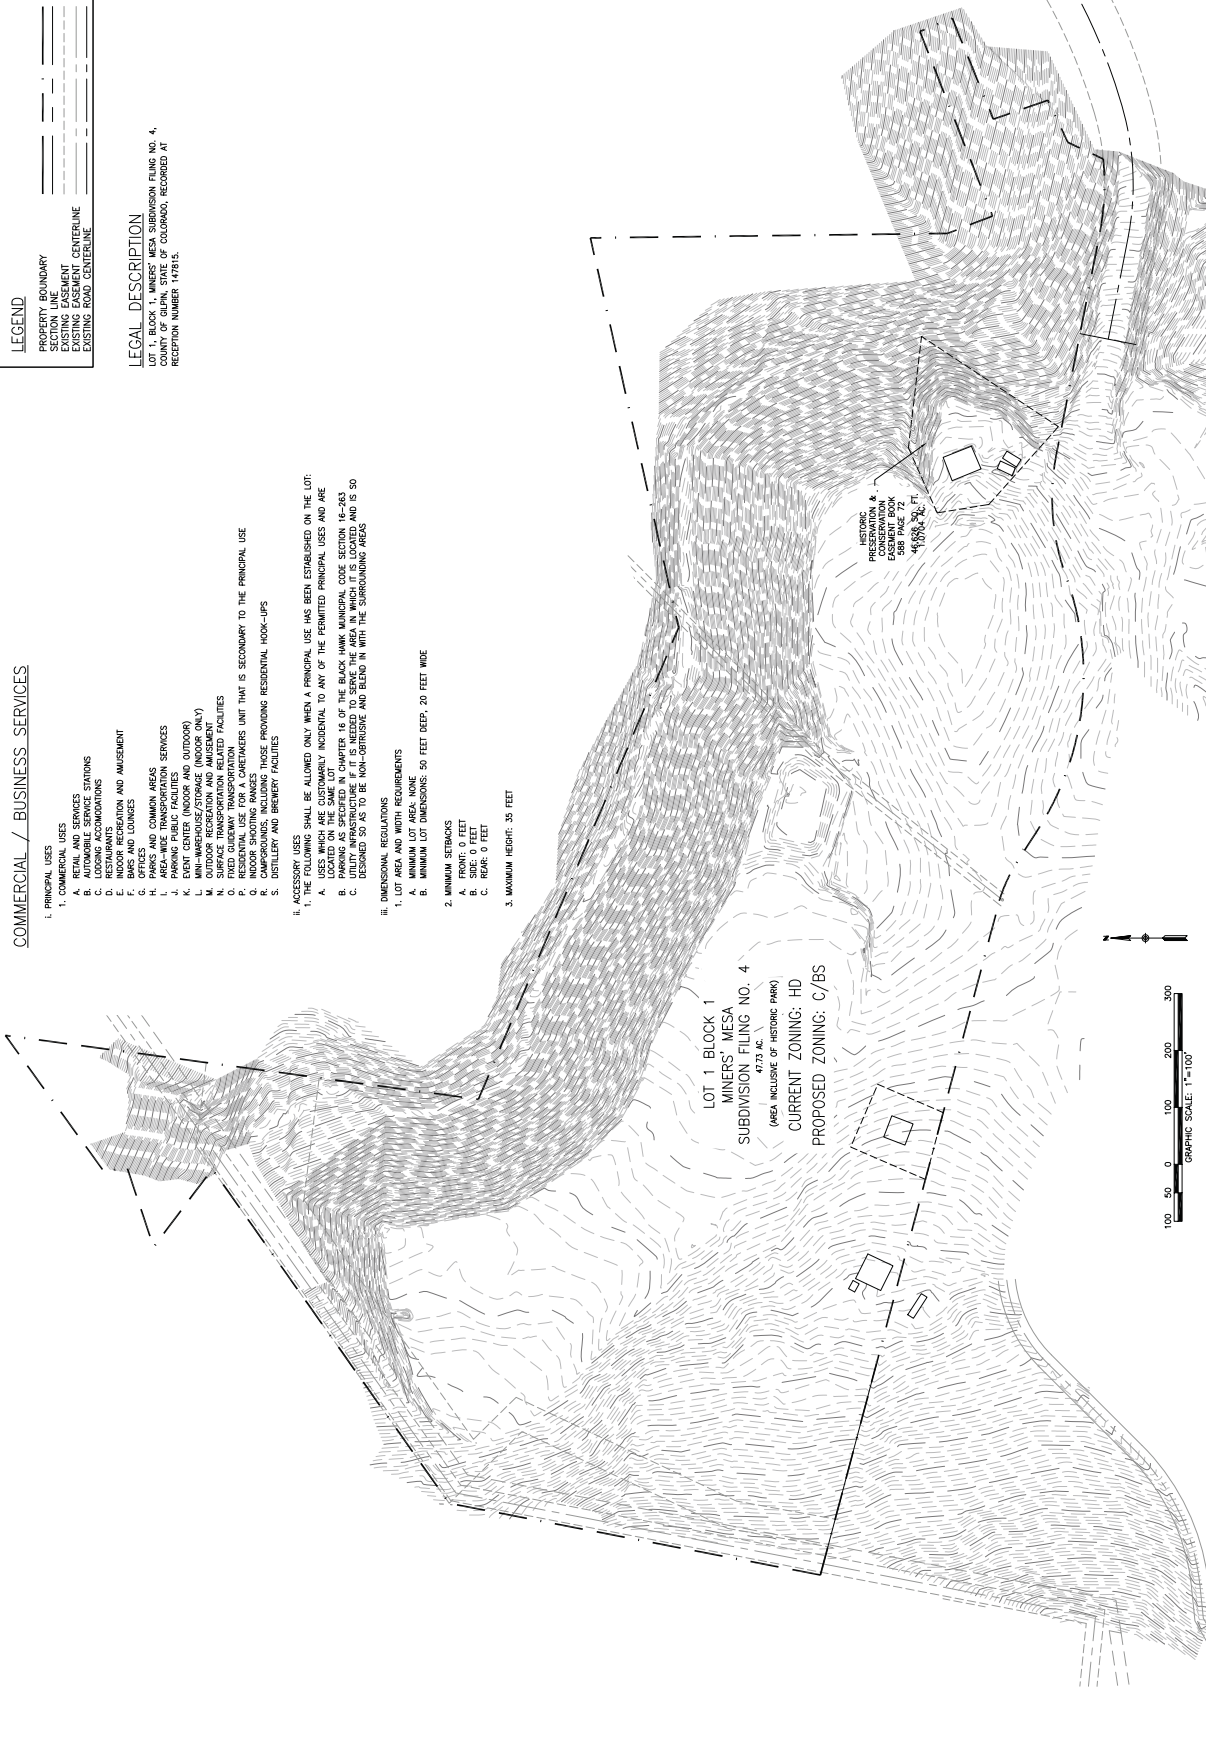 COMMERCIAL / BUSINESS SERVICES
i. PRINCIPAL USES
1. COMMERCIAL USES
A. RETAIL AND SERVICES
B. AUTOMOBILE SERVICE STATIONS
C. LODGING ACCOMODATIONS
D. RESTAURANTS
E. INDOOR RECREATION AND AMUSEMENT
F. BARS AND LOUNGES
G. OFFICES
H. PARKS AND COMMON AREAS
I. AREA-WIDE TRANSPORTATION SERVICES
J. PARKING PUBLIC FACILITIES
K. EVENT CENTER (INDOOR AND OUTDOOR)
L. MINI-WAREHOUSE/STORAGE (INDOOR ONLY)
M. OUTDOOR RECREATION AND AMUSEMENT
N. SURFACE TRANSPORTATION RELATED FACILITIES
O. FIXED GUIDEWAY TRANSPORTATION
P. RESIDENTIAL USE FOR A CARETAKERS UNIT THAT IS SECONDARY TO THE PRINCIPAL USE
Q. INDOOR SHOOTING RANGES
R. CAMPGROUNDS, INCLUDING THOSE PROVIDING RESIDENTIAL HOOK-UPS
S. DISTILLERY AND BREWERY FACILITIES
ii. ACCESSORY USES
1. THE FOLLOWING SHALL BE ALLOWED ONLY WHEN A PRINCIPAL USE HAS BEEN ESTABLISHED ON THE LOT:
A. USES WHICH ARE CUSTOMARILY INCIDENTAL TO ANY OF THE PERMITTED PRINCIPAL USES AND ARE
LOCATED ON THE SAME LOT
B. PARKING AS SPECIFIED IN CHAPTER 16 OF THE BLACK HAWK MUNICIPAL CODE SECTION 16-263
C. UTILITY INFRASTRUCTURE IF IT IS NEEDED TO SERVE THE AREA IN WHICH IT IS LOCATED AND IS SO
DESIGNED SO AS TO BE NON-OBTRUSIVE AND BLEND IN WITH THE SURROUNDING AREAS
iii. DIMENSIONAL REGULATIONS
1. LOT AREA AND WIDTH REQUIREMENTS
A. MINIMUM LOT AREA: NONE
B. MINIMUM LOT DIMENSIONS: 50 FEET DEEP, 20 FEET WIDE
2. MINIMUM SETBACKS
A. FRONT: 0 FEET
B. SIDE: 0 FEET
C. REAR: 0 FEET
3. MAXIMUM HEIGHT: 35 FEET
LEGEND
PROPERTY BOUNDARY
SECTION LINE
EXISTING EASEMENT
EXISTING EASEMENT CENTERLINE
EXISTING ROAD CENTERLINE
LEGAL DESCRIPTION
LOT 1, BLOCK 1, MINERS' MESA SUBDIVISION FILING NO. 4,
COUNTY OF GILPIN, STATE OF COLORADO, RECORDED AT
RECEPTION NUMBER 147815.
HISTORIC
PRESERVATION &
CONSERVATION
EASEMENT BOOK
588 PAGE 72
46,626 SQ. FT.
1.0704 AC.
LOT 1 BLOCK 1
MINERS' MESA
SUBDIVISION FILING NO. 4
47.73 AC.
(AREA INCLUSIVE OF HISTORIC PARK)
CURRENT ZONING: HD
PROPOSED ZONING: C/BS
N
100 50 0 100 200 300
GRAPHIC SCALE: 1"=100'